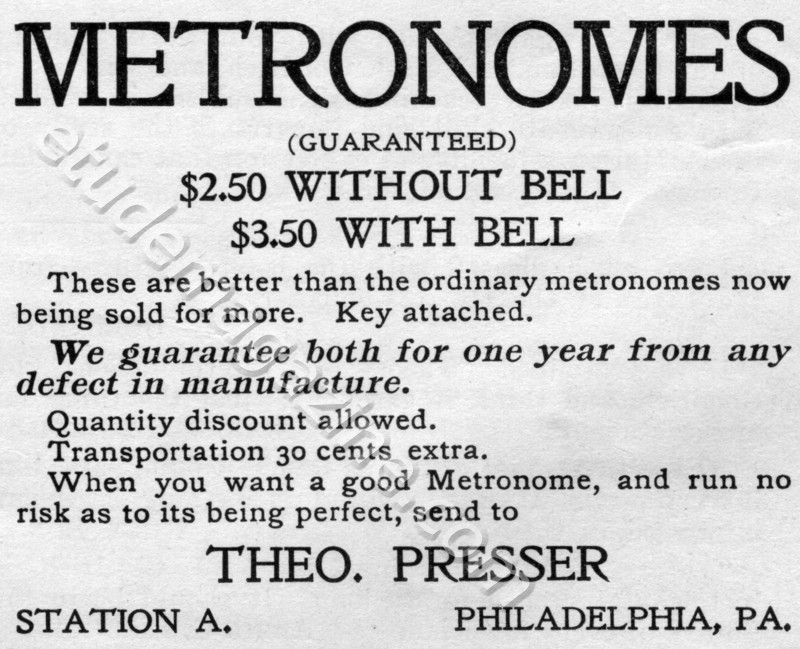 METRONOMES
(GUARANTEED)
$2.50 WITHOUT BELL
$3.50 WITH BELL
These are better than the ordinary metronomes now
being sold for more. Key attached.
We guarantee both for one year from any
defect in manufacture.
Quantity discount allowed.
Transportation 30 cents extra.
When you want a good Metronome, and run no
risk as to its being perfect, send to
THEO. PRESSER
STATION A. PHILADELPHIA, PA.
etudemagazine.com